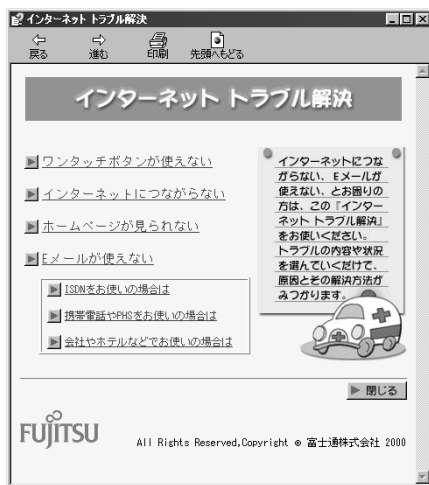 インターネット トラブル解決
戻る 進む 印刷 先頭へもどる
インターネット トラブル解決
ワンタッチボタンが使えない
インターネットにつながらない
ホームページが見られない
Eメールが使えない
ISDNをお使いの場合は
携帯電話やPHSをお使いの場合は
会社やホテルなどでお使いの場合は
インターネットにつな
がらない、Eメールが
使えない、とお困りの
方は、この『インター
ネット トラブル解決』
をお使いください。
トラブルの内容や状況
を選んでいくだけで、
原因とその解決方法が
みつかります。
閉じる
FUJITSU
All Rights Reserved,Copyright © 富士通株式会社 2000